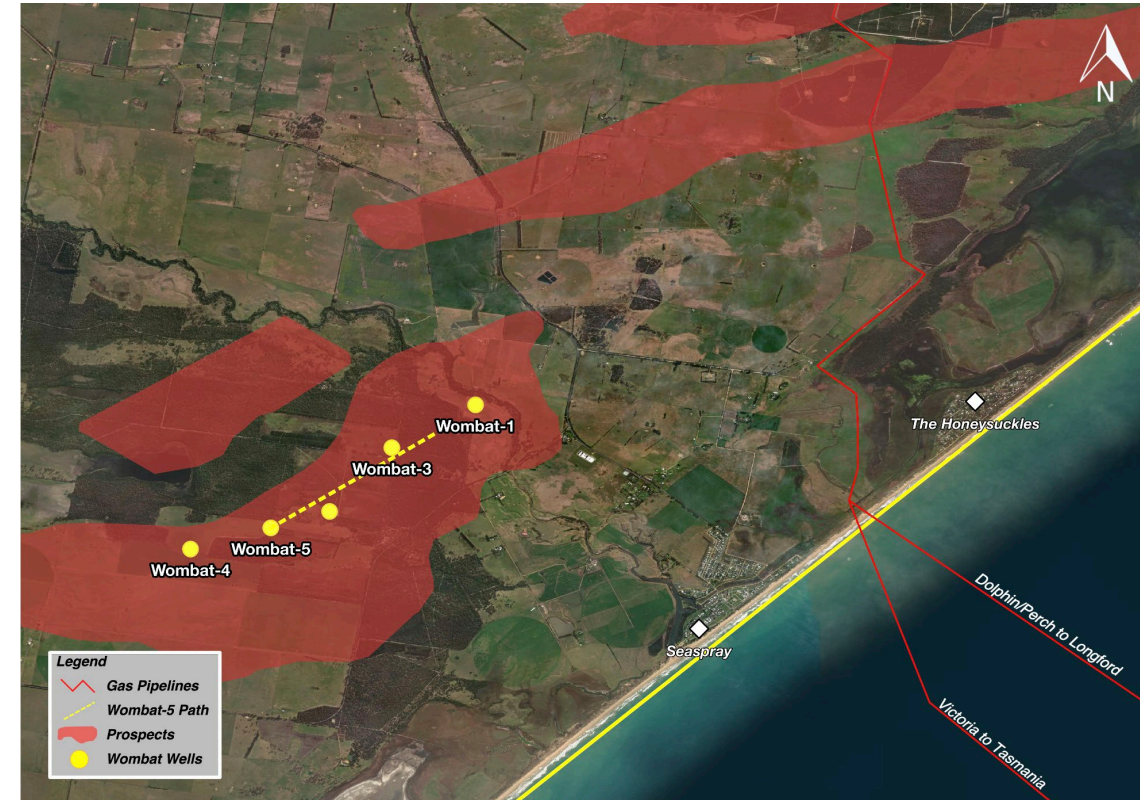 N
Wombat-1
Wombat-3
Wombat-5
Wombat-4
The Honeysuckles
Seaspray
Dolphin/Perch to Longford
Victoria to Tasmania
Legend
Gas Pipelines
Wombat-5 Path
Prospects
Wombat Wells